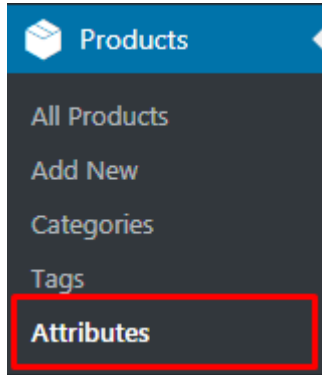 Products
All Products
Add New
Categories
Tags
Attributes